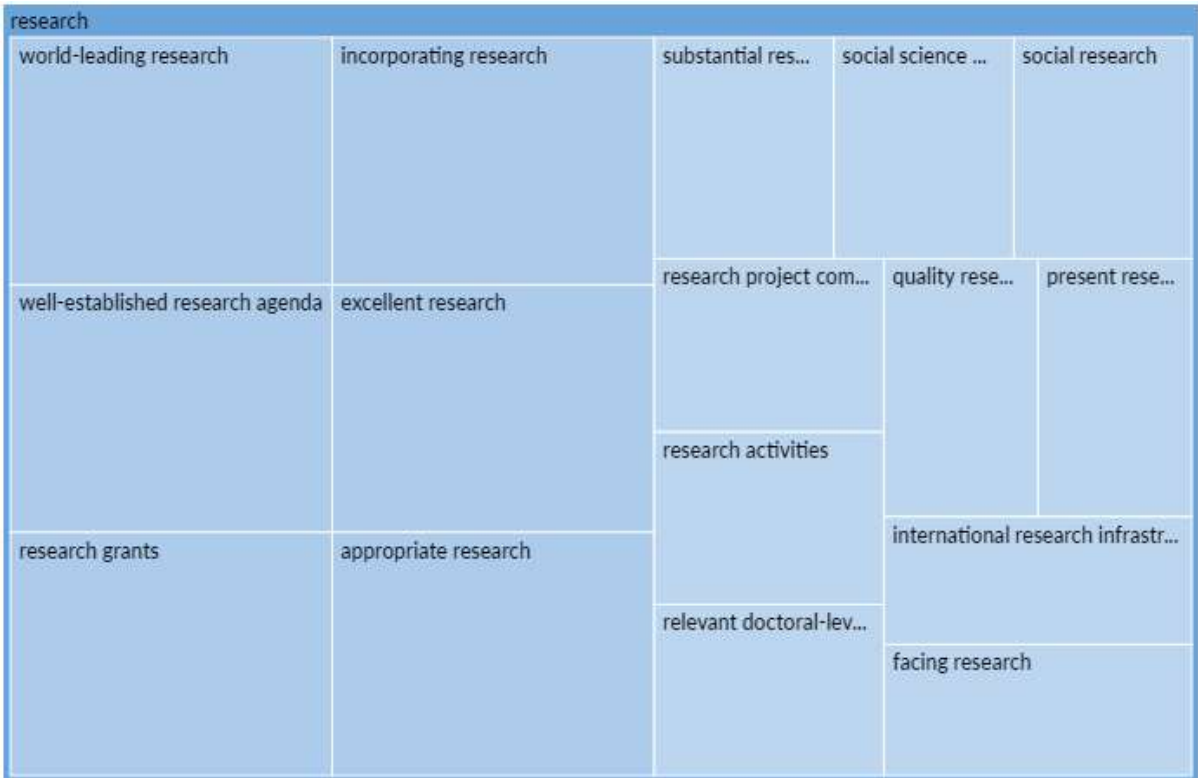 research
world-leading research
incorporating research
substantial res...
social science ...
social research
research project com...
quality rese...
present rese...
well-established research agenda
excellent research
research activities
international research infrastr...
research grants
appropriate research
relevant doctoral-lev...
facing research